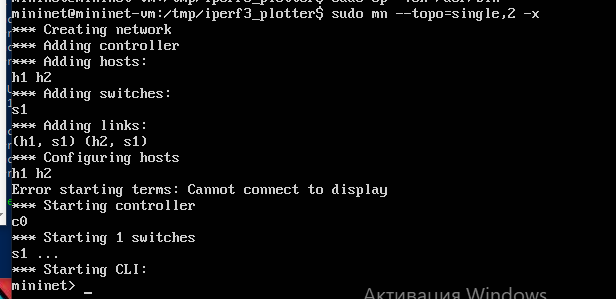 mininet@mininet-vm:/tmp/iperf3_plotter$ sudo mn --topo=single,2 -x
*** Creating network
*** Adding controller
*** Adding hosts:
h1 h2
*** Adding switches:
s1
*** Adding links:
(h1, s1) (h2, s1)
*** Configuring hosts
h1 h2
Error starting terms: Cannot connect to display
*** Starting controller
c0
*** Starting 1 switches
s1 ...
*** Starting CLI:
mininet> _
Активация Windows